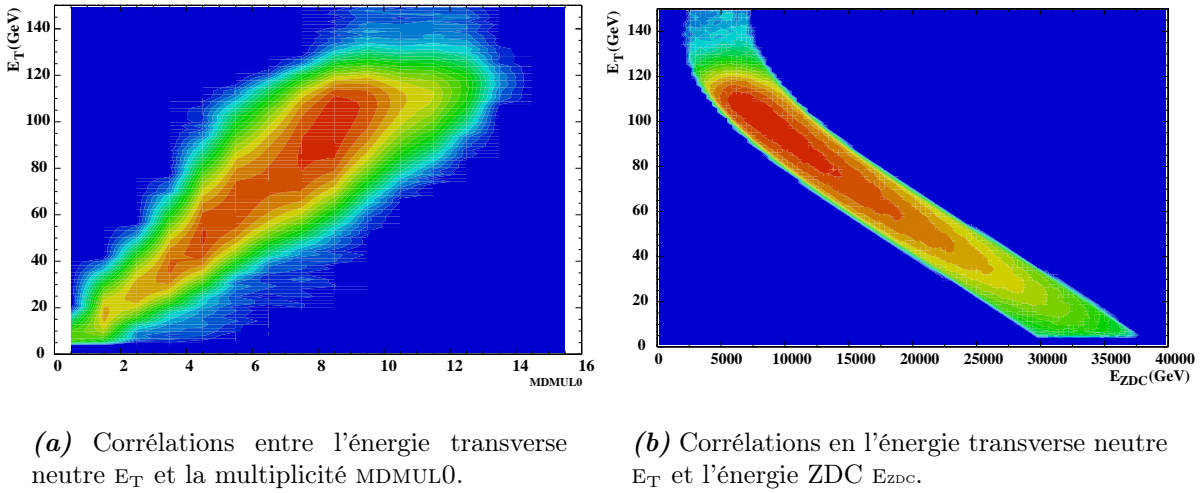 E_T(GeV)
140
120
100
80
60
40
20
0
0 2 4 6 8 10 12 14 16
MDMUL0
E_T(GeV)
140
120
100
80
60
40
20
0
0 5000 10000 15000 20000 25000 30000 35000 40000
E_ZDC(GeV)
(a) Corrélations entre l'énergie transverse
neutre E_T et la multiplicité MDMUL0.
(b) Corrélations en l'énergie transverse neutre
E_T et l'énergie ZDC E_ZDC.